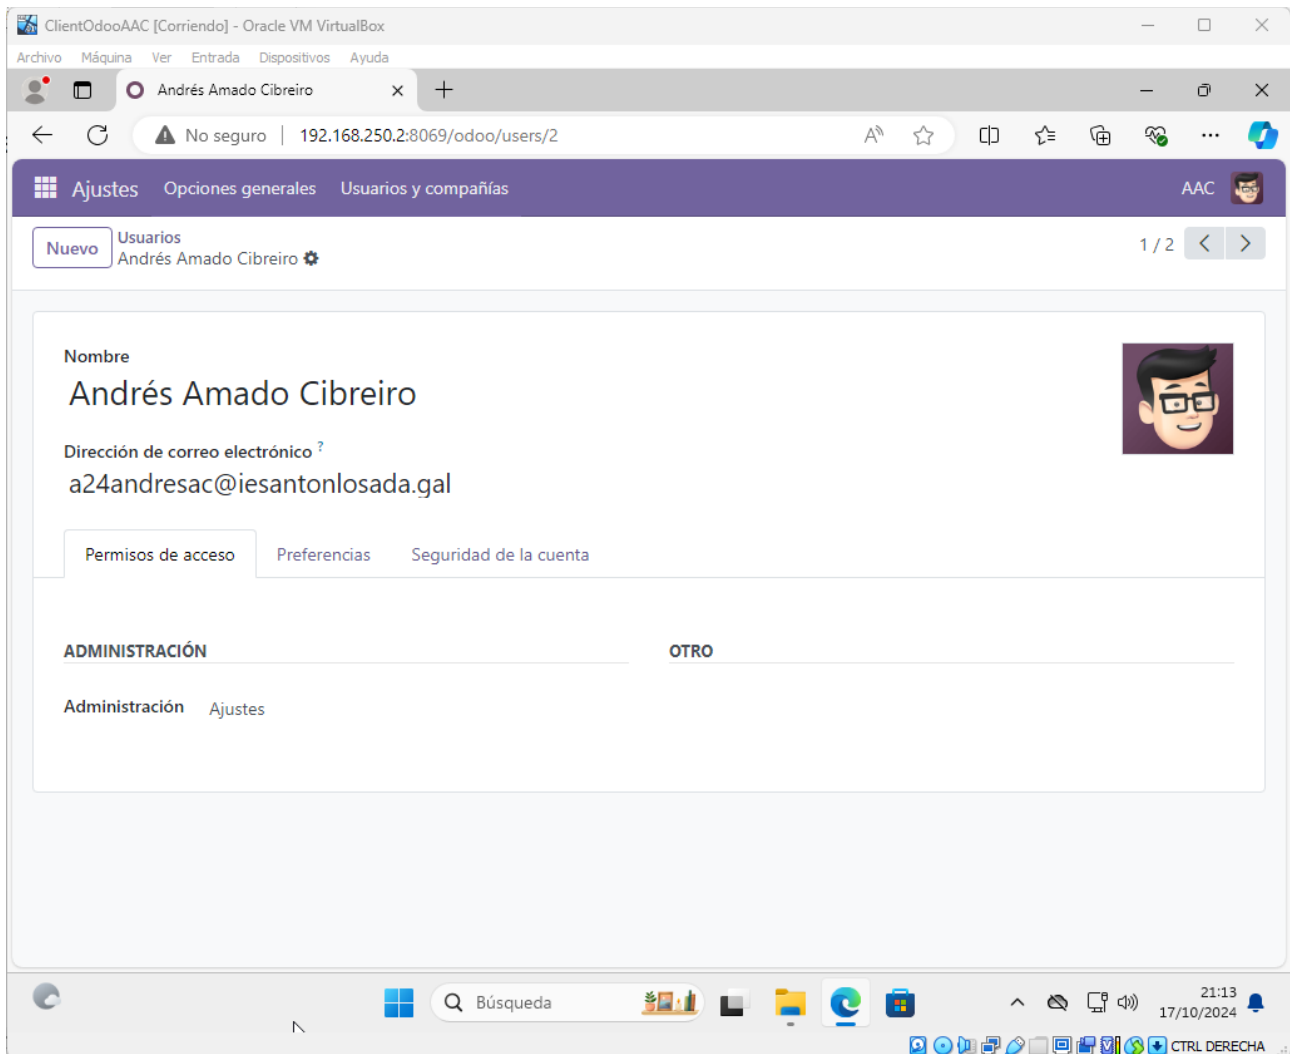 ClientOdooAAC [Corriendo] - Oracle VM VirtualBox
Archivo Máquina Ver Entrada Dispositivos Ayuda
Andrés Amado Cibreiro
No seguro | 192.168.250.2:8069/odoo/users/2
Ajustes Opciones generales Usuarios y compañías AAC
Nuevo Usuarios 1 / 2
Andrés Amado Cibreiro
Nombre
Andrés Amado Cibreiro
Dirección de correo electrónico ?
a24andresac@iesantonlosada.gal
Permisos de acceso Preferencias Seguridad de la cuenta
ADMINISTRACIÓN OTRO
Administración Ajustes
Búsqueda 21:13
17/10/2024
CTRL DERECHA